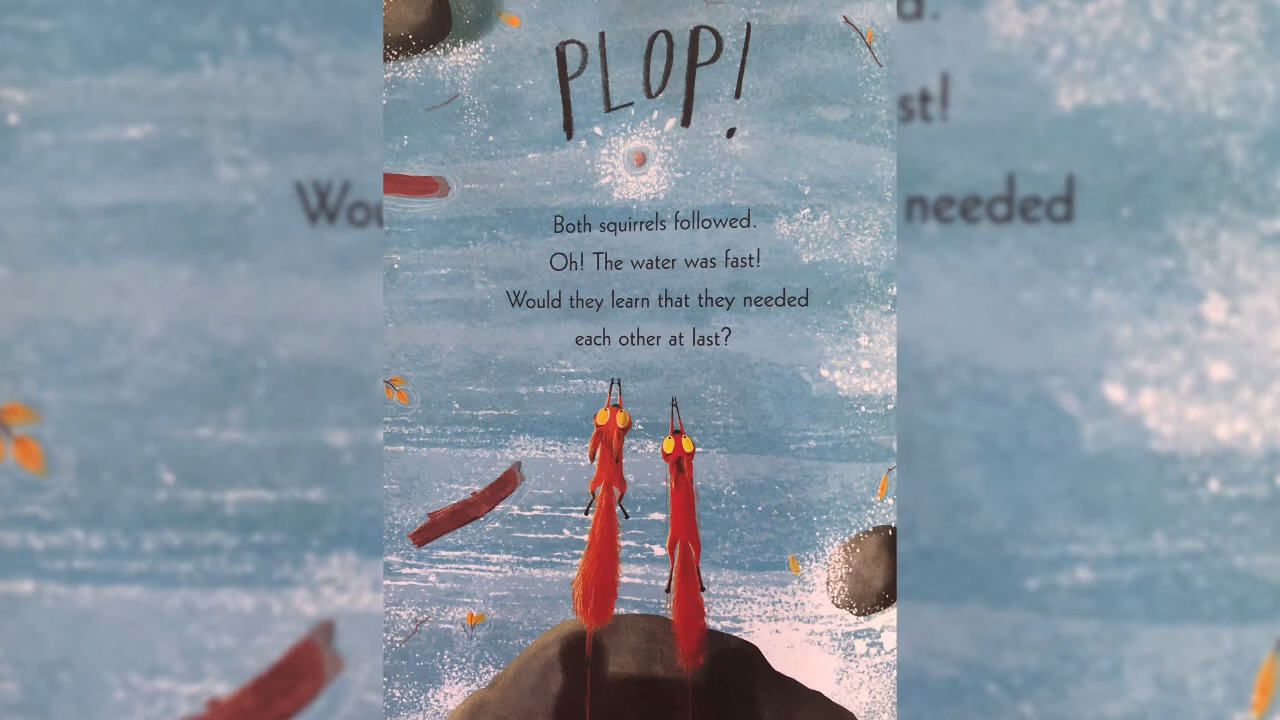 PLOP!
Both squirrels followed.
Oh! The water was fast!
Would they learn that they needed
each other at last?